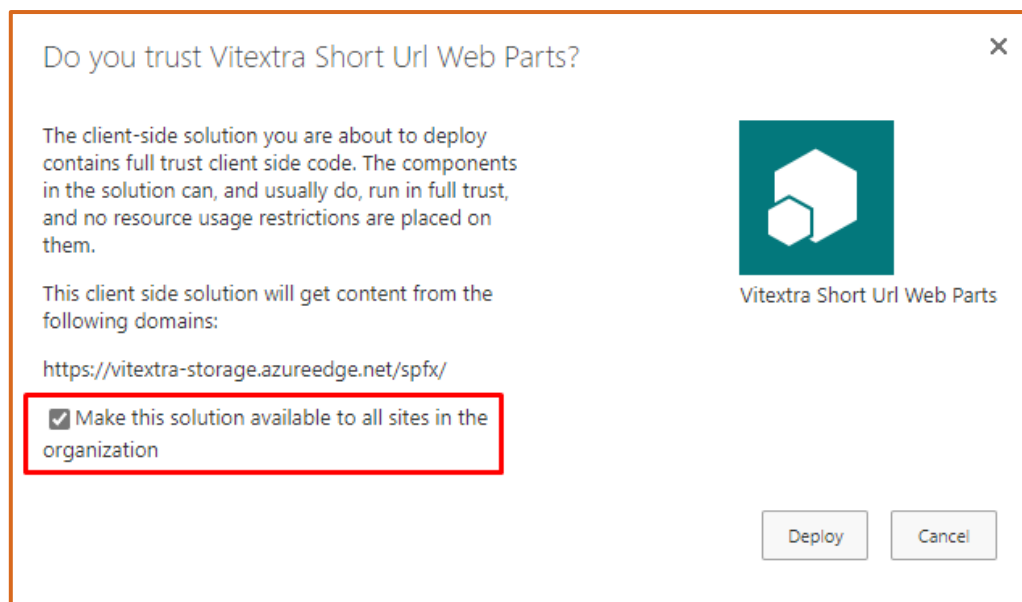 Do you trust Vitextra Short Url Web Parts?
The client-side solution you are about to deploy
contains full trust client side code. The components
in the solution can, and usually do, run in full trust,
and no resource usage restrictions are placed on
them.
This client side solution will get content from the
following domains:
https://vitextra-storage.azureedge.net/spfx/
Make this solution available to all sites in the
organization
Vitextra Short Url Web Parts
Deploy
Cancel